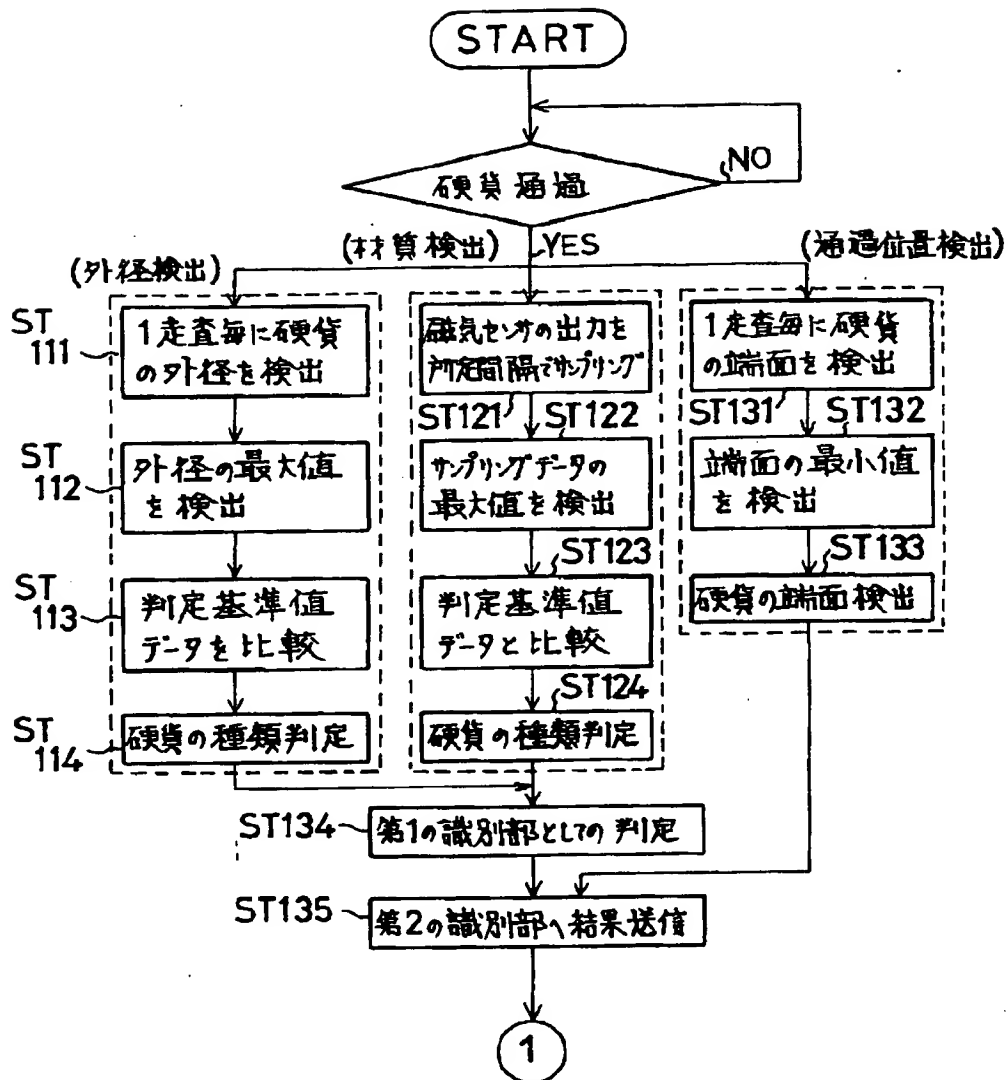 START
硬貨通過
NO
YES
(外径検出)
(材質検出)
(通過位置検出)
ST
111
1走査毎に硬貨
の外径を検出
ST
112
外径の最大値
を検出
ST
113
判定基準値
データを比較
ST
114
硬貨の種類判定
磁気センサの出力を
所定間隔でサンプリング
ST121
ST122
サンプリングデータの
最大値を検出
ST123
判定基準値
データと比較
ST124
硬貨の種類判定
1走査毎に硬貨
の端面を検出
ST131
ST132
端面の最小値
を検出
ST133
硬貨の端面検出
ST134
第1の識別部としての判定
ST135
第2の識別部へ結果送信
1